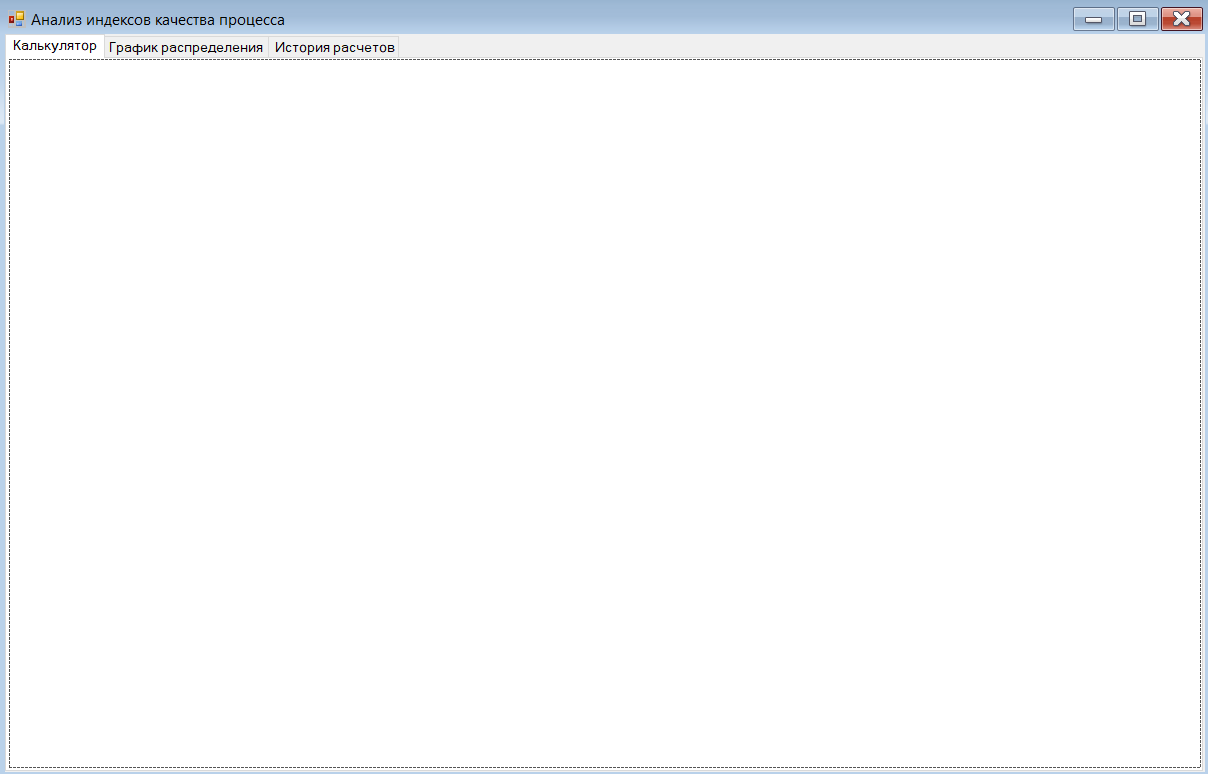 Анализ индексов качества процесса
Калькулятор График распределения История расчетов